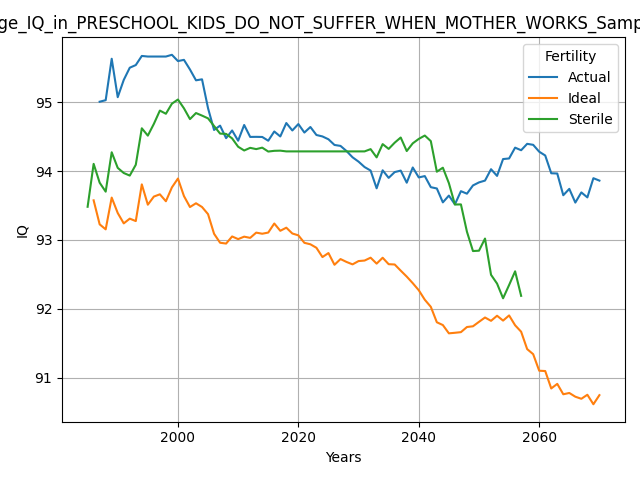 ge_IQ_in_PRESCHOOL_KIDS_DO_NOT_SUFFER_WHEN_MOTHER_WORKS_Samp
Fertility
Actual
Ideal
Sterile
95
94
93
92
91
IQ
2000 2020 2040 2060
Years